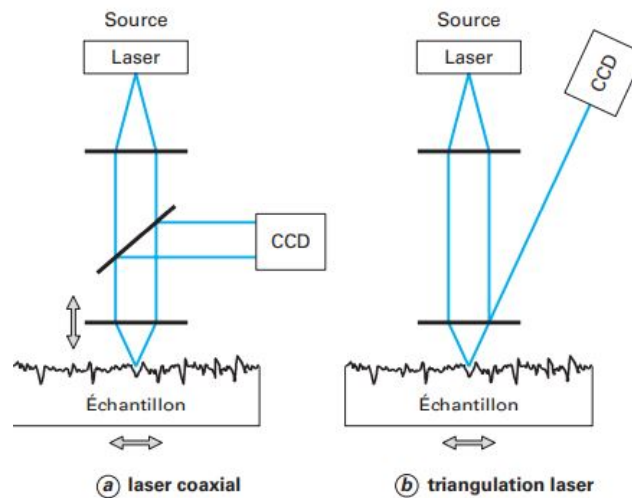 Source
Laser
CCD
Échantillon
ⓐ laser coaxial
Source
Laser
CCD
Échantillon
ⓑ triangulation laser